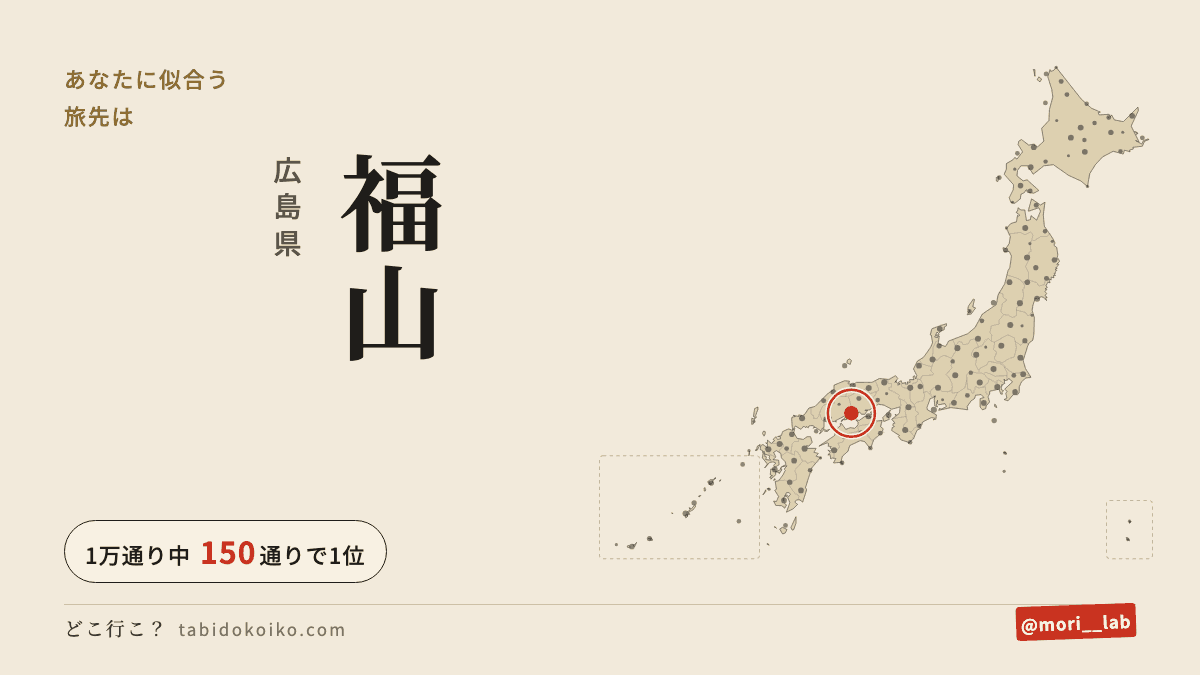 あなたに似合う
旅先は
福山
広島県
1万通り中 150通りで1位
どこ行こ？ tabidokoiko.com
@mori__lab